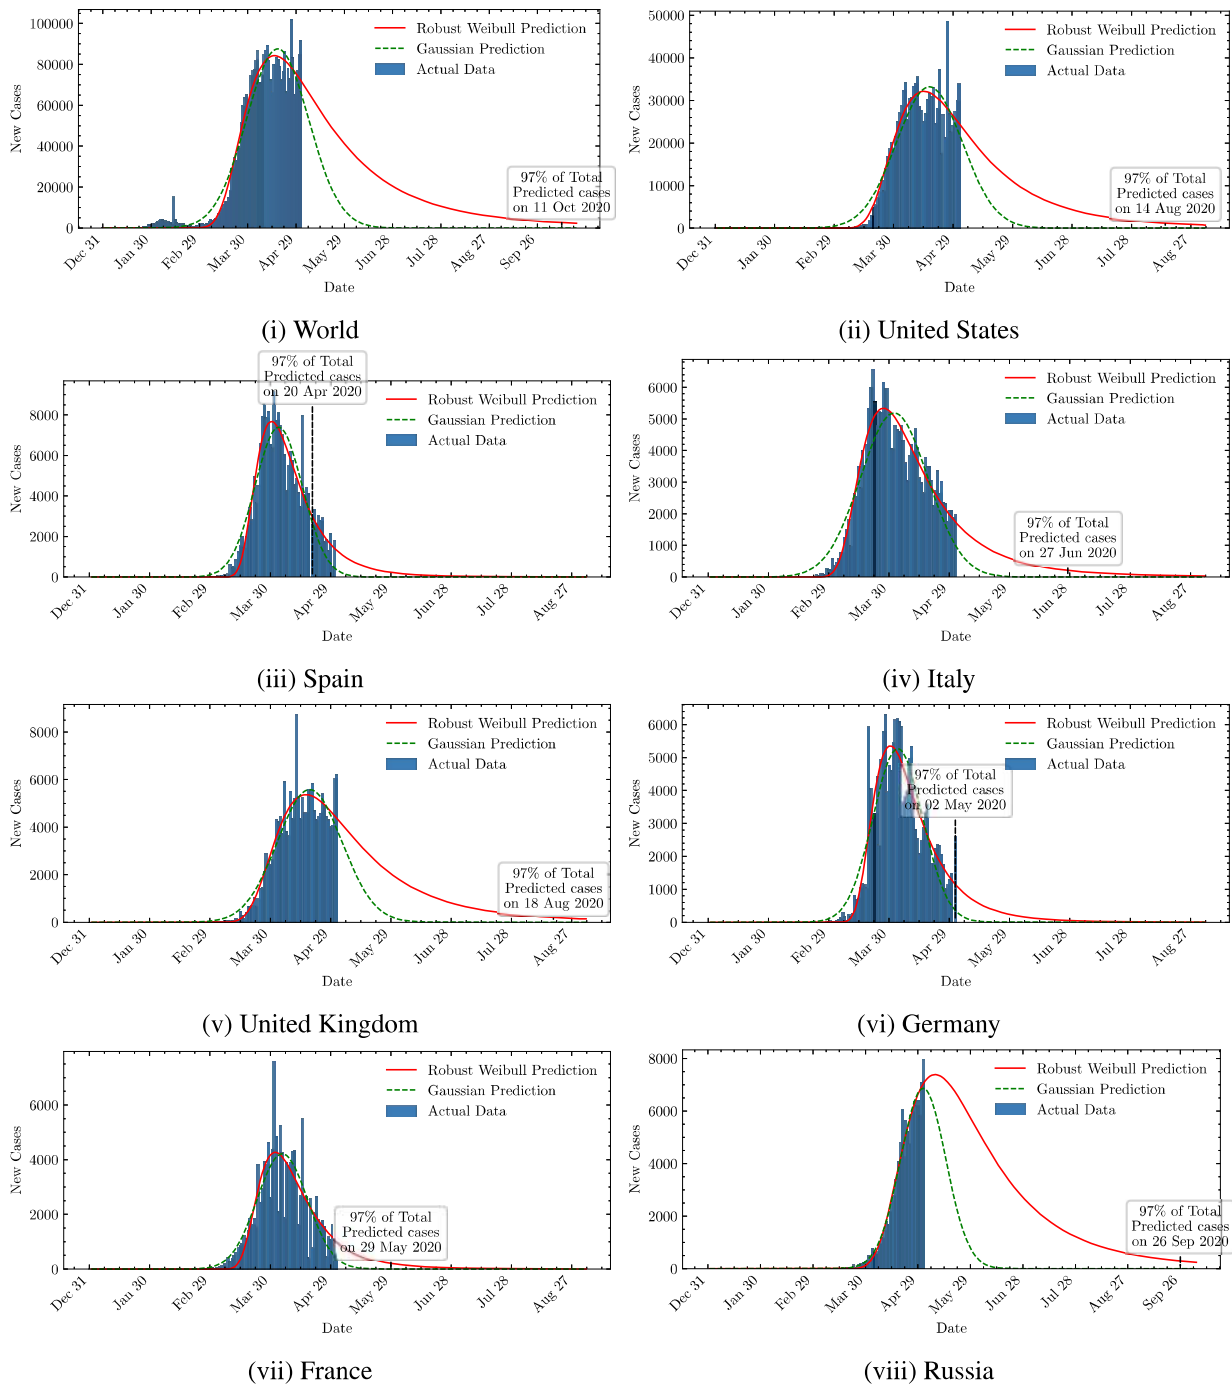 100000
80000
60000
40000
20000
0
New Cases
Robust Weibull Prediction
Gaussian Prediction
Actual Data
97% of Total
Predicted cases
on 11 Oct 2020
Dec 31
Jan 30
Feb 29
Mar 30
Apr 29
May 29
Jun 28
Jul 28
Aug 27
Sep 26
Date
(i) World
50000
40000
30000
20000
10000
0
New Cases
Robust Weibull Prediction
Gaussian Prediction
Actual Data
97% of Total
Predicted cases
on 14 Aug 2020
Dec 31
Jan 30
Feb 29
Mar 30
Apr 29
May 29
Jun 28
Jul 28
Aug 27
Date
(ii) United States
8000
6000
4000
2000
0
New Cases
97% of Total
Predicted cases
on 20 Apr 2020
Robust Weibull Prediction
Gaussian Prediction
Actual Data
Dec 31
Jan 30
Feb 29
Mar 30
Apr 29
May 29
Jun 28
Jul 28
Aug 27
Date
(iii) Spain
6000
5000
4000
3000
2000
1000
0
New Cases
Robust Weibull Prediction
Gaussian Prediction
Actual Data
97% of Total
Predicted cases
on 27 Jun 2020
Dec 31
Jan 30
Feb 29
Mar 30
Apr 29
May 29
Jun 28
Jul 28
Aug 27
Date
(iv) Italy
8000
6000
4000
2000
0
New Cases
Robust Weibull Prediction
Gaussian Prediction
Actual Data
97% of Total
Predicted cases
on 18 Aug 2020
Dec 31
Jan 30
Feb 29
Mar 30
Apr 29
May 29
Jun 28
Jul 28
Aug 27
Date
(v) United Kingdom
6000
5000
4000
3000
2000
1000
0
New Cases
Robust Weibull Prediction
Gaussian Prediction
Actual Data
97% of Total
Predicted cases
on 02 May 2020
Dec 31
Jan 30
Feb 29
Mar 30
Apr 29
May 29
Jun 28
Jul 28
Aug 27
Date
(vi) Germany
6000
4000
2000
0
New Cases
Robust Weibull Prediction
Gaussian Prediction
Actual Data
97% of Total
Predicted cases
on 29 May 2020
Dec 31
Jan 30
Feb 29
Mar 30
Apr 29
May 29
Jun 28
Jul 28
Aug 27
Date
(vii) France
8000
6000
4000
2000
0
New Cases
Robust Weibull Prediction
Gaussian Prediction
Actual Data
97% of Total
Predicted cases
on 26 Sep 2020
Dec 31
Jan 30
Feb 29
Mar 30
Apr 29
May 29
Jun 28
Jul 28
Aug 27
Sep 26
Date
(viii) Russia